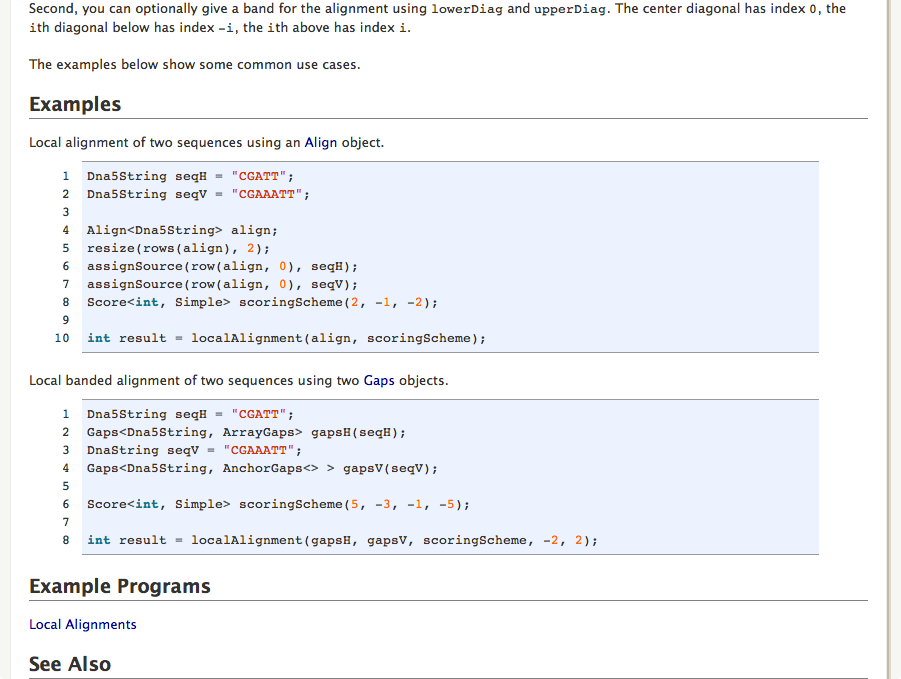 Second, you can optionally give a band for the alignment using lowerDiag and upperDiag. The center diagonal has index 0, the
ith diagonal below has index -i, the ith above has index i.
The examples below show some common use cases.
Examples
Local alignment of two sequences using an Align object.
1 Dna5String seqH = "CGATT";
2 Dna5String seqV = "CGAAATT";
3
4 Align<Dna5String> align;
5 resize(rows(align), 2);
6 assignSource(row(align, 0), seqH);
7 assignSource(row(align, 0), seqV);
8 Score<int, Simple> scoringScheme(2, -1, -2);
9
10 int result = localAlignment(align, scoringScheme);
Local banded alignment of two sequences using two Gaps objects.
1 Dna5String seqH = "CGATT";
2 Gaps<Dna5String, ArrayGaps> gapsH(seqH);
3 DnaString seqV = "CGAAATT";
4 Gaps<Dna5String, AnchorGaps<> > gapsV(seqV);
5
6 Score<int, Simple> scoringScheme(5, -3, -1, -5);
7
8 int result = localAlignment(gapsH, gapsV, scoringScheme, -2, 2);
Example Programs
Local Alignments
See Also